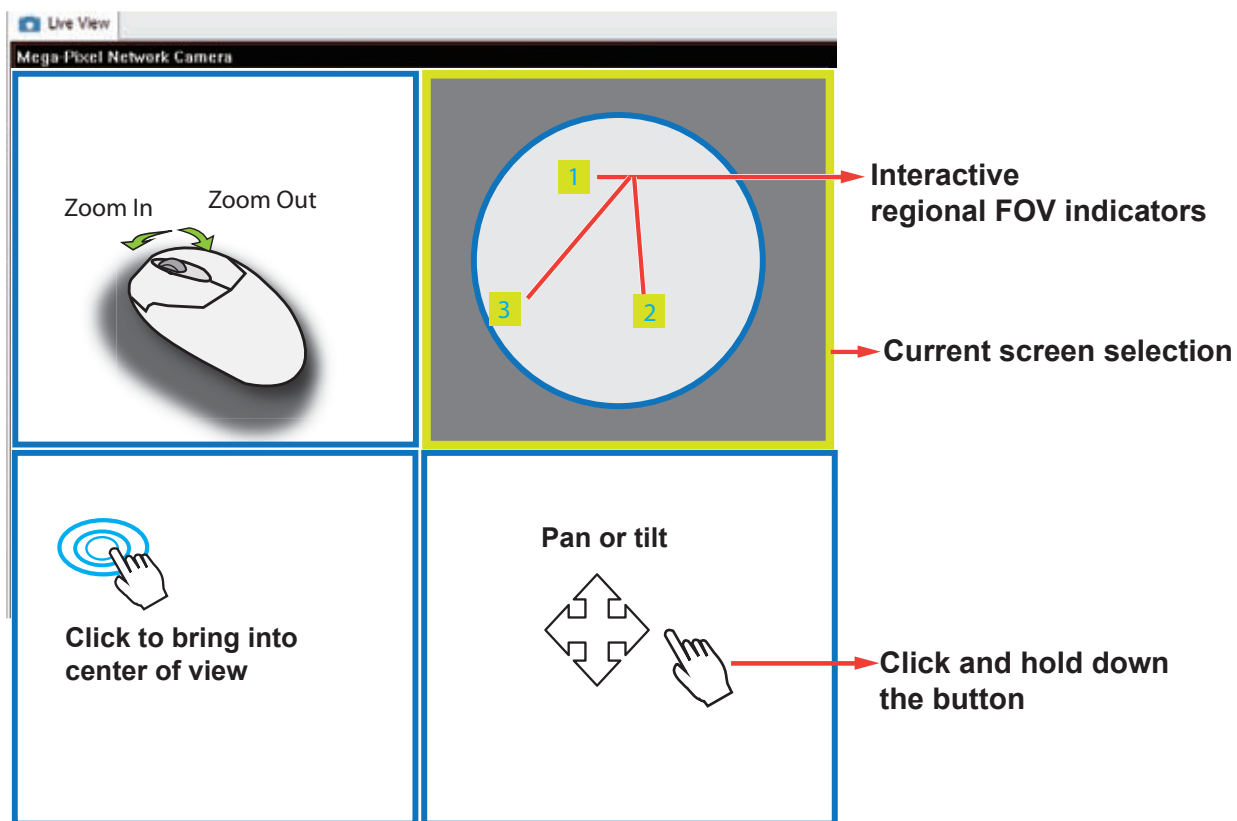 Live View
Mega-Pixel Network Camera
Zoom In
Zoom Out
1
3
2
Interactive
regional FOV indicators
Current screen selection
Click to bring into
center of view
Pan or tilt
Click and hold down
the button